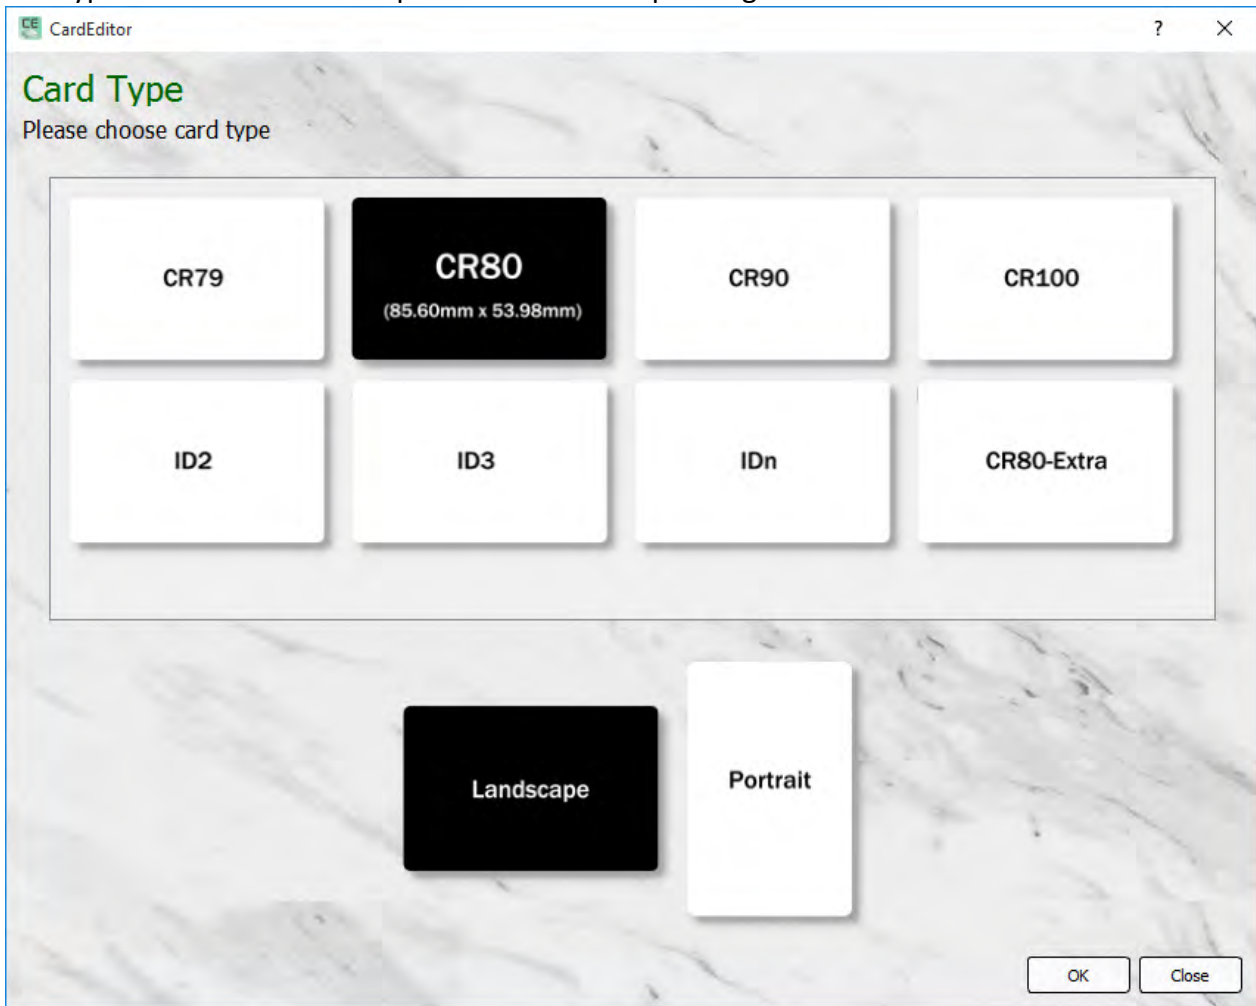 CE CardEditor ? X
Card Type
Please choose card type
CR79
CR80
(85.60mm x 53.98mm)
CR90
CR100
ID2
ID3
IDn
CR80-Extra
Landscape
Portrait
OK
Close